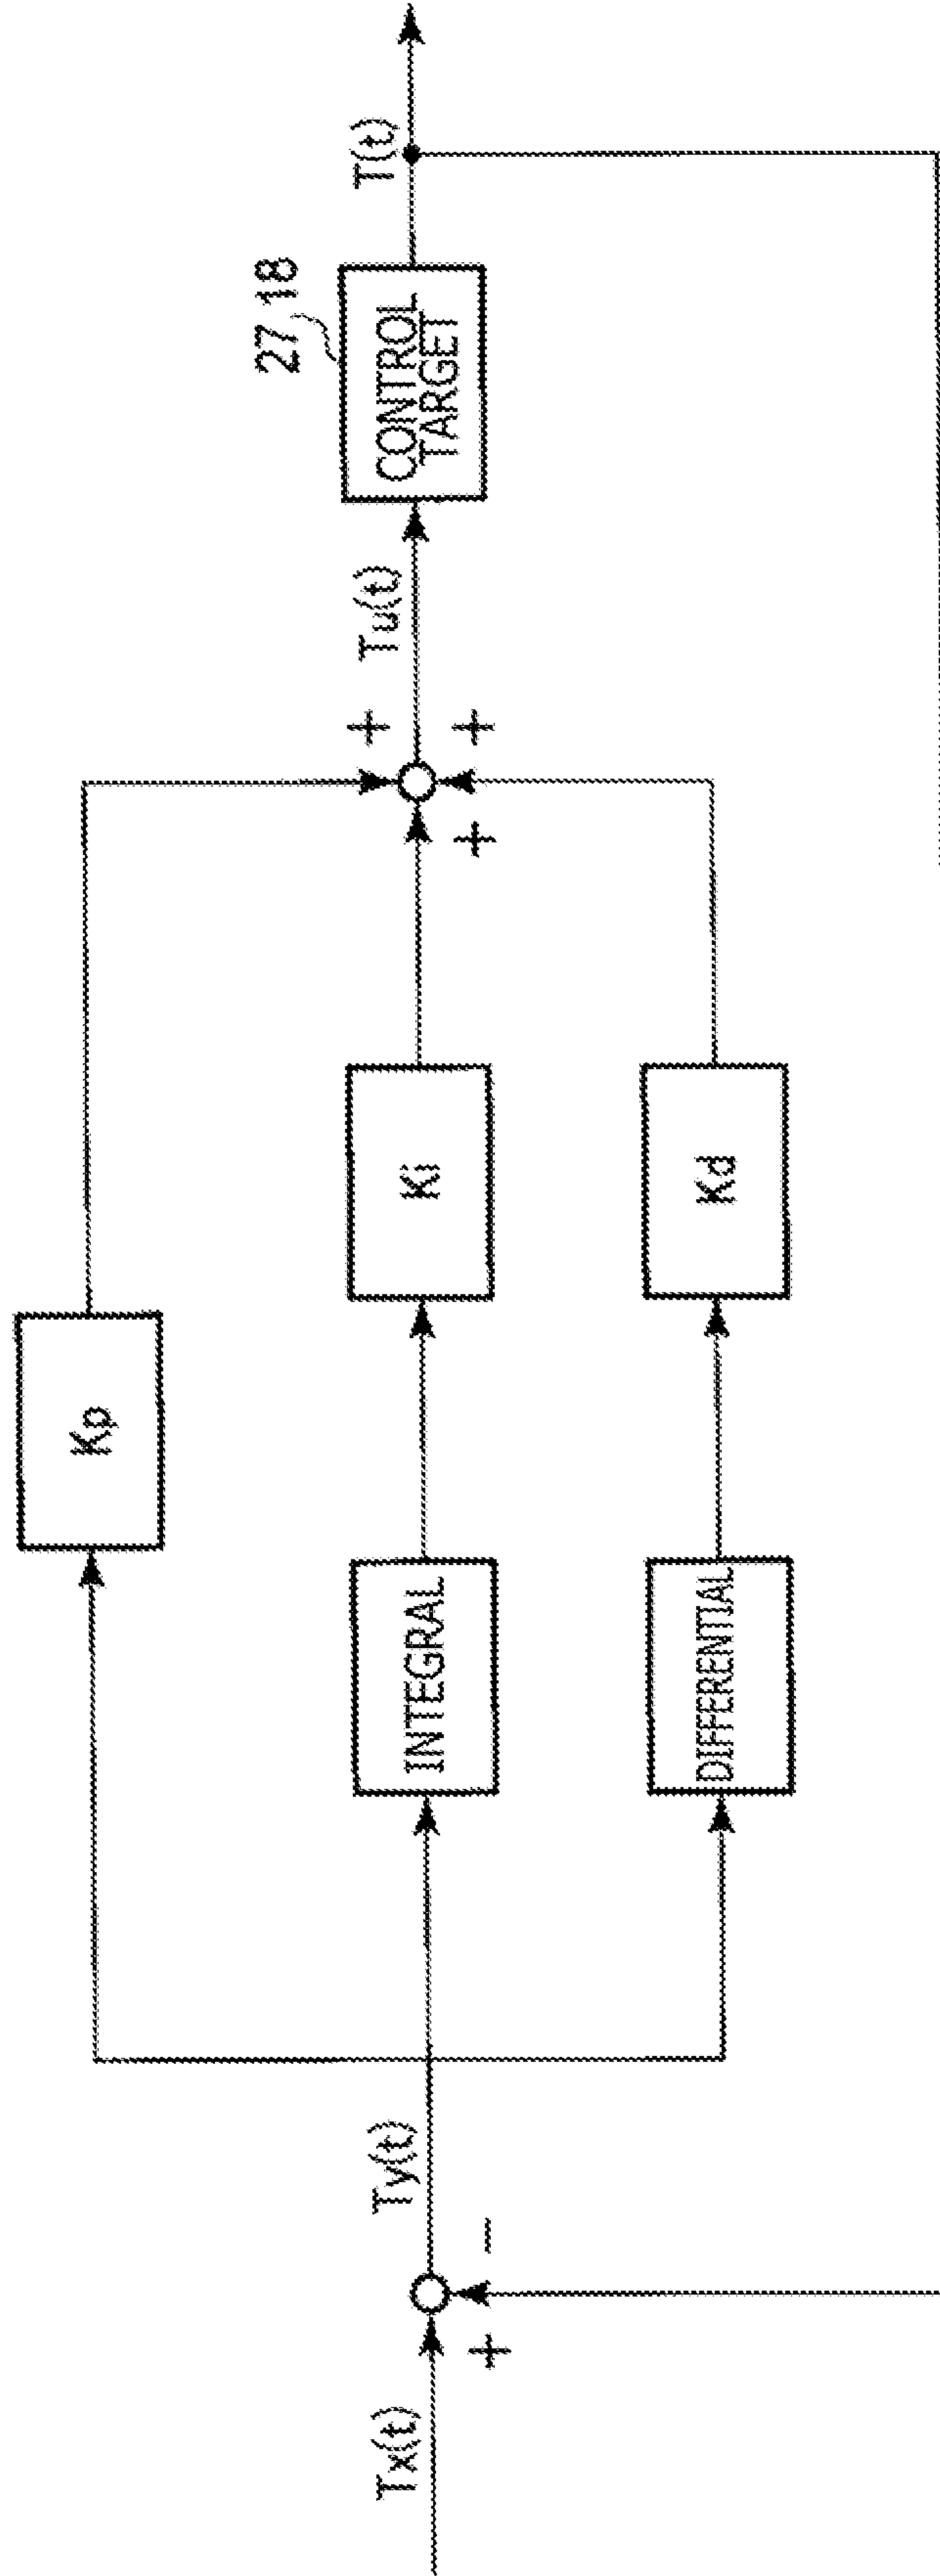 Tx(t)
+
−
Ty(t)
Kp
INTEGRAL
DIFFERENTIAL
Ki
Kd
+
+
+
Tu(t)
27, 18
CONTROL
TARGET
T(t)